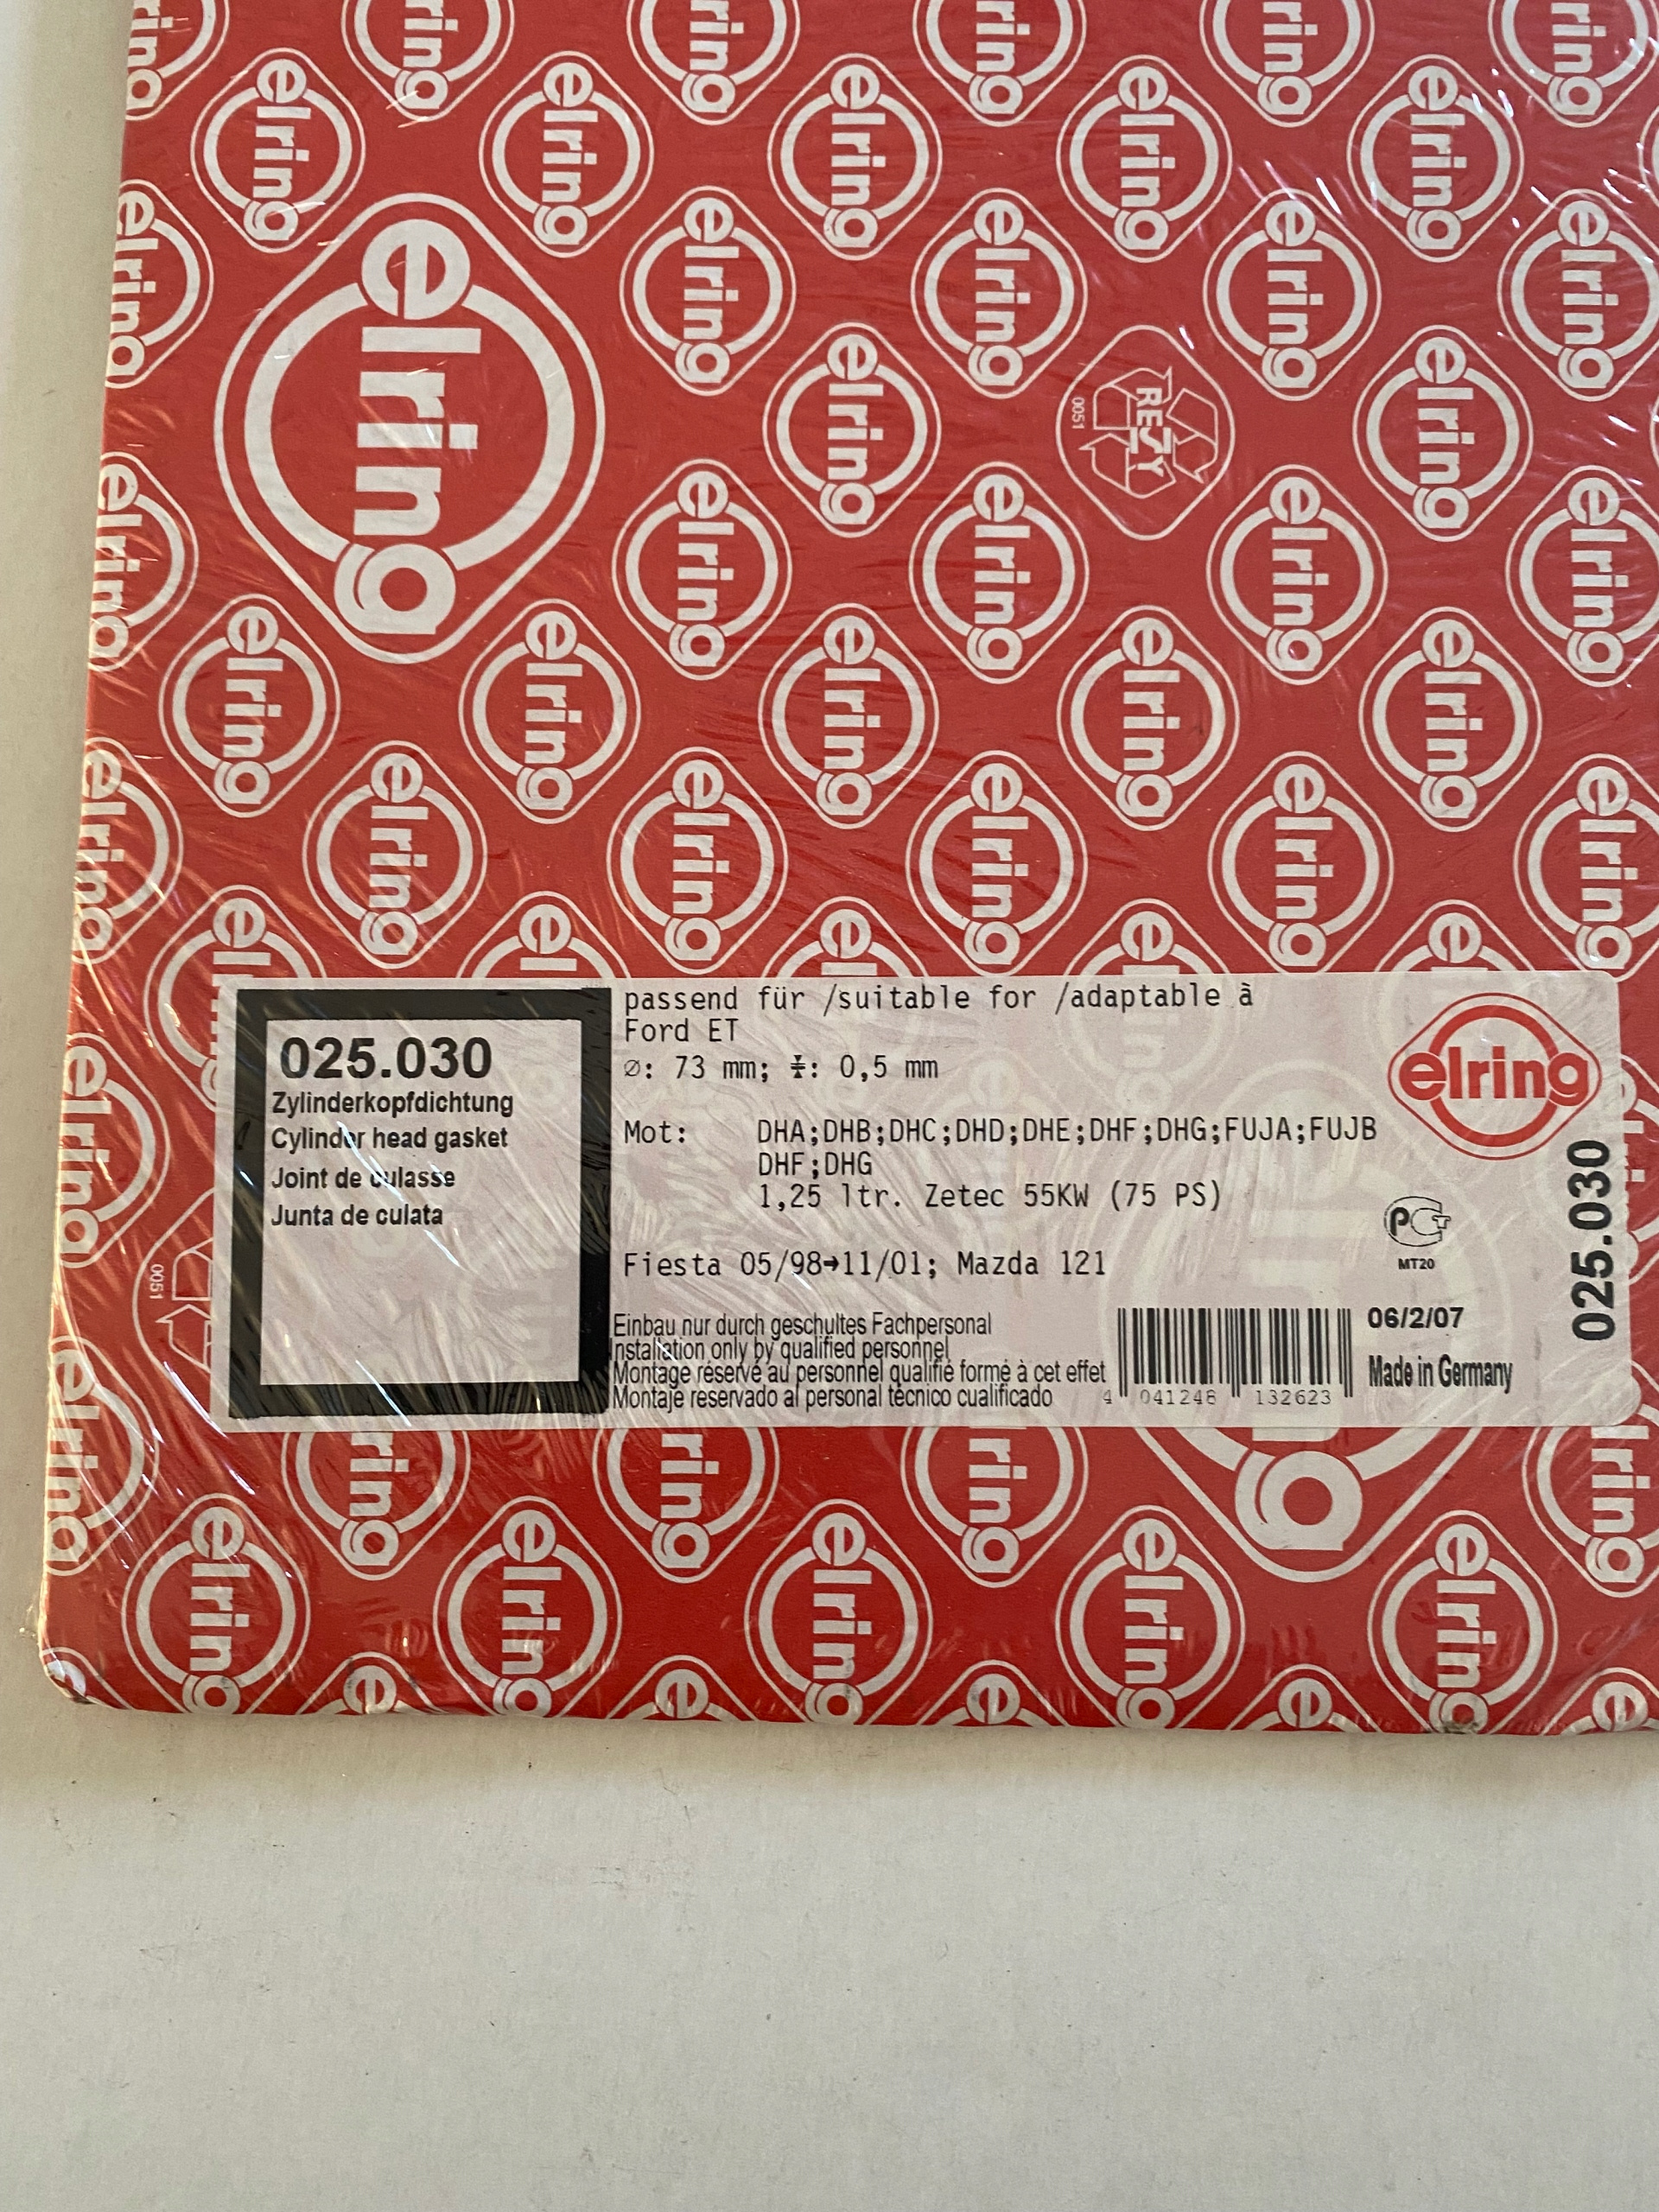 elring
RESY
0051
025.030
Zylinderkopfdichtung
Cylinder head gasket
Joint de culasse
Junta de culata
passend für /suitable for /adaptable à
Ford ET
⌀: 73 mm; : 0,5 mm
Mot: DHA;DHB;DHC;DHD;DHE;DHF;DHG;FUJA;FUJB
DHF;DHG
1,25 ltr. Zetec 55KW (75 PS)
Fiesta 05/98→11/01; Mazda 121
Einbau nur durch geschultes Fachpersonal
Installation only by qualified personnel
Montage réservé au personnel qualifié formé à cet effet
Montaje reservado al personal técnico cualificado
4 041248 132623
elring
PCT
MT20
06/2/07
Made in Germany
025.030
0051